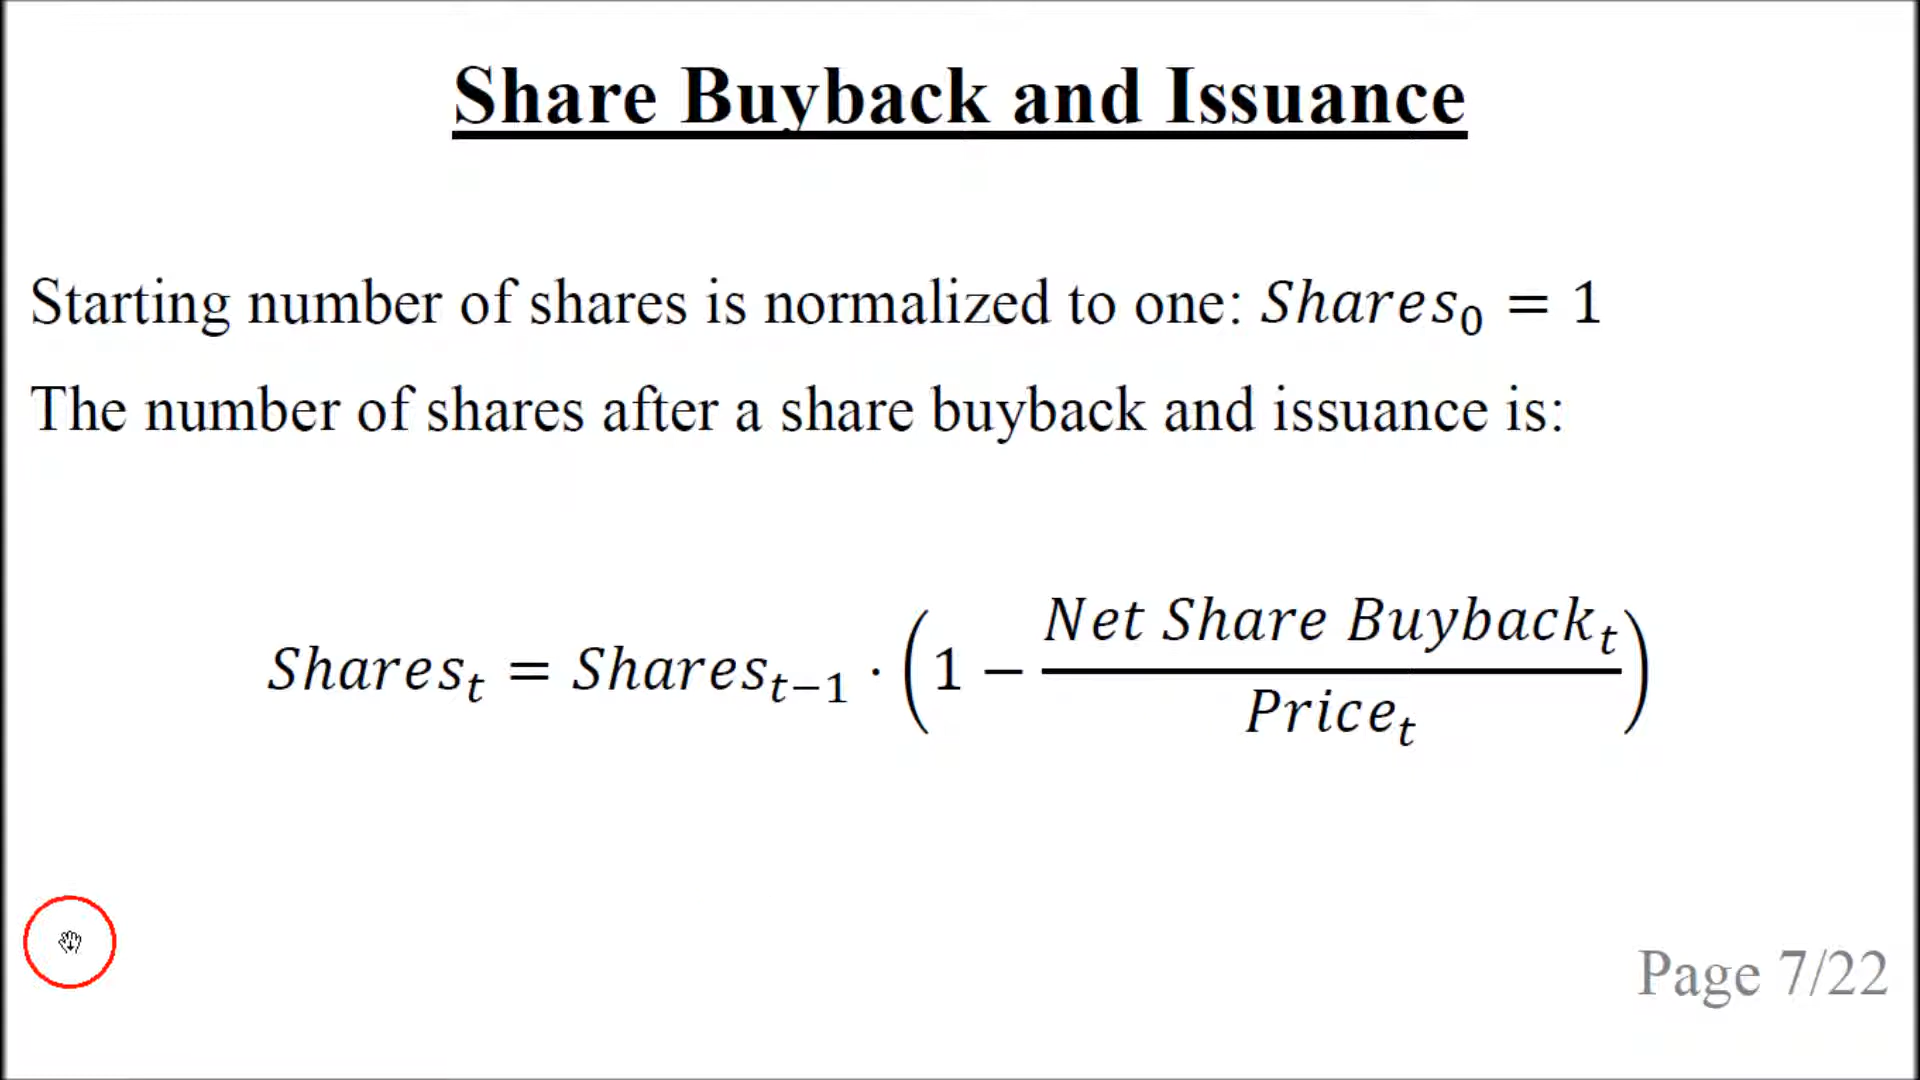 Share Buyback and Issuance
Starting number of shares is normalized to one: Shares₀ = 1
The number of shares after a share buyback and issuance is:
Sharesₜ = Sharesₜ₋₁ · (1 − Net Share Buybackₜ / Priceₜ)
Page 7/22